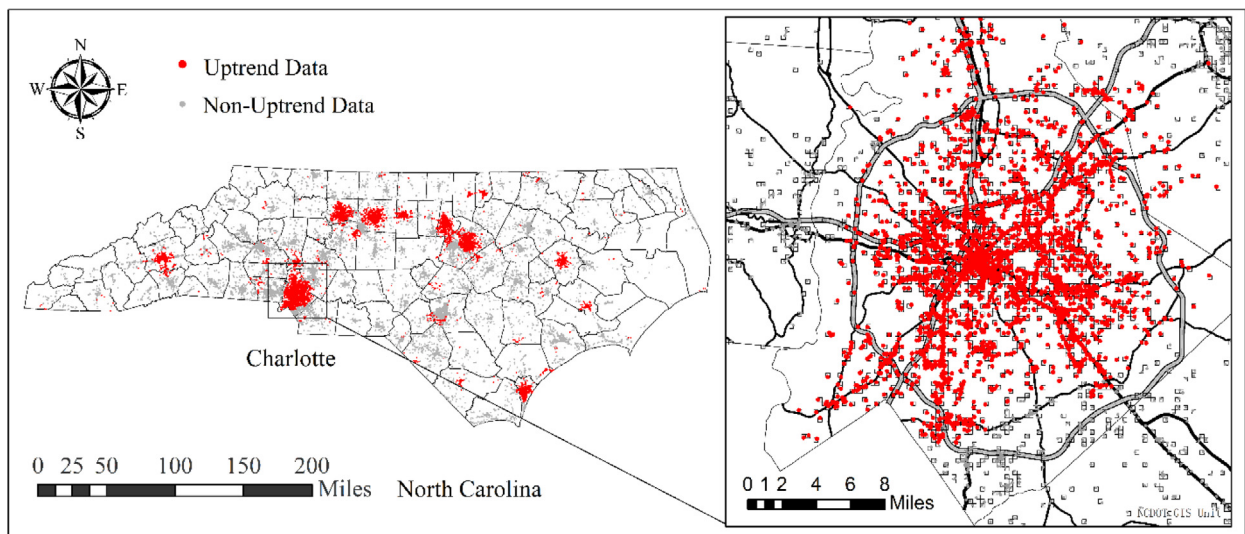 N
W E
S
Uptrend Data
Non-Uptrend Data
Charlotte
0 25 50 100 150 200
Miles
North Carolina
0 1 2 4 6 8
Miles
NCDOT GIS Unit